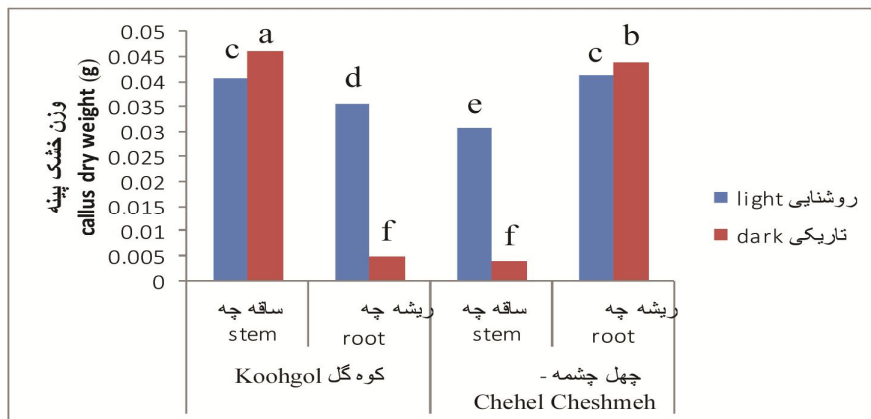 وزن خشک پینه
callus dry weight (g)
0.05
0.045
0.04
0.035
0.03
0.025
0.02
0.015
0.01
0.005
0
c
a
d
f
e
f
c
b
light روشنایی
dark تاریکی
ساقه چه
stem
ریشه چه
root
ساقه چه
stem
ریشه چه
root
Koohgol کوه گل
چهل چشمه -
Chehel Cheshmeh